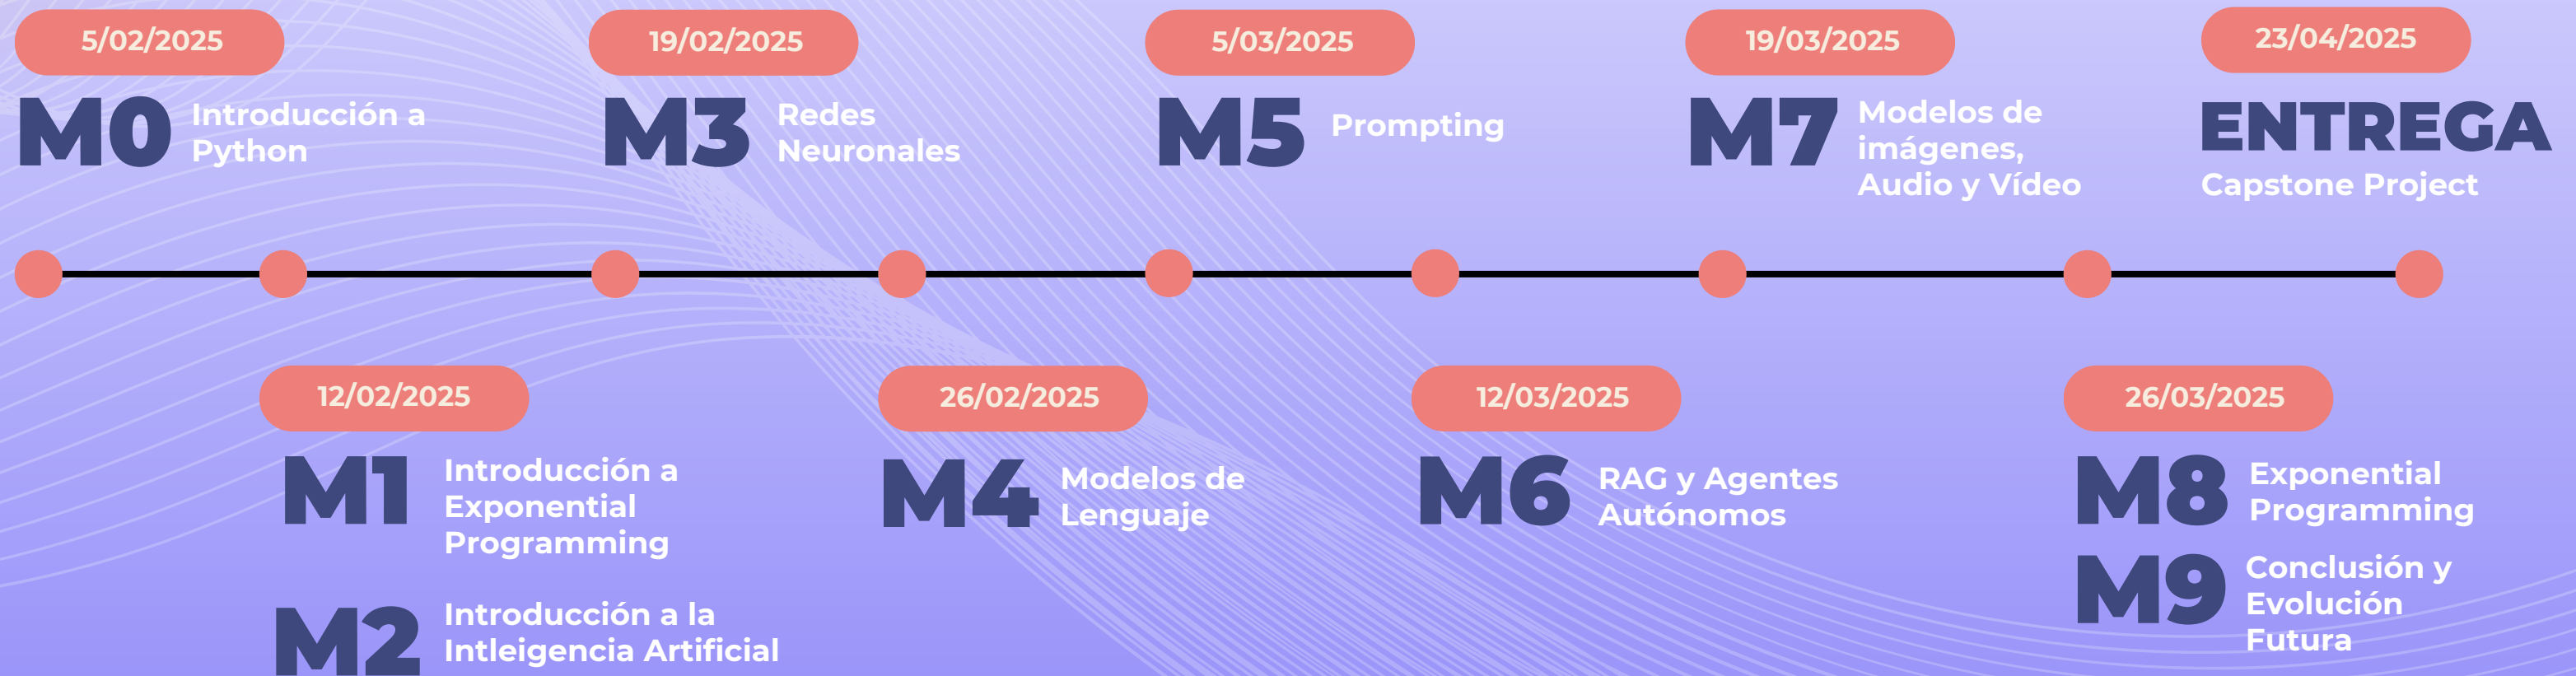 5/02/2025
M0
Introducción a
Python
19/02/2025
M3
Redes
Neuronales
5/03/2025
M5
Prompting
19/03/2025
M7
Modelos de
imágenes,
Audio y Vídeo
23/04/2025
ENTREGA
Capstone Project
12/02/2025
M1
Introducción a
Exponential
Programming
M2
Introducción a la
Intleigencia Artificial
26/02/2025
M4
Modelos de
Lenguaje
12/03/2025
M6
RAG y Agentes
Autónomos
26/03/2025
M8
Exponential
Programming
M9
Conclusión y
Evolución
Futura